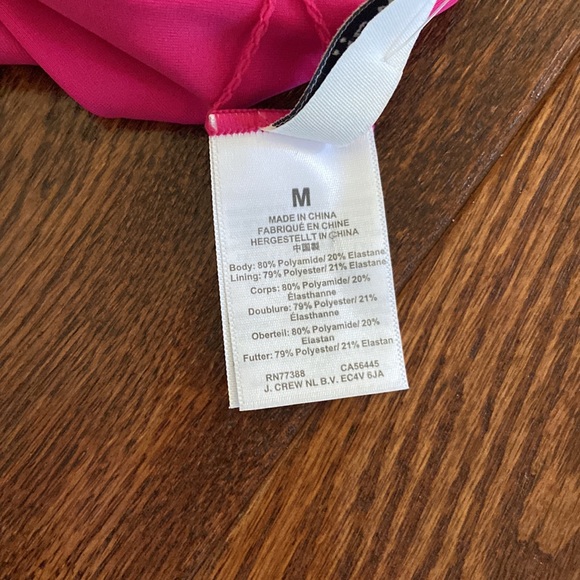 M
MADE IN CHINA
FABRIQUÉ EN CHINE
HERGESTELLT IN CHINA
中国製
Body: 80% Polyamide/ 20% Elastane
Lining: 79% Polyester/ 21% Elastane
Corps: 80% Polyamide/ 20%
Élasthanne
Doublure: 79% Polyester/ 21%
Élasthanne
Oberteil: 80% Polyamide/ 20%
Elastan
Futter: 79% Polyester/ 21% Elastan
RN77388 CA56445
J. CREW NL B.V. EC4V 6JA